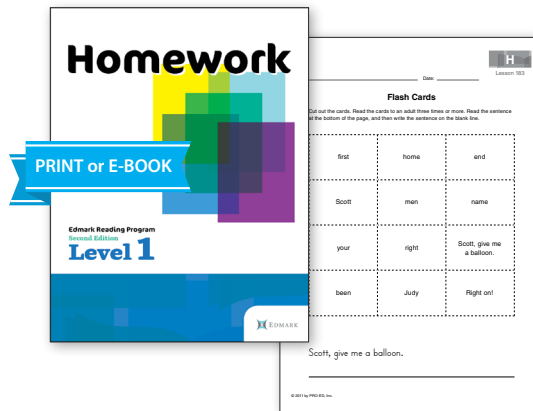 Homework
PRINT or E-BOOK
Edmark Reading Program
Second Edition
Level 1
EDMARK
H
Lesson 183
Date:
Flash Cards
Cut out the cards. Read the cards to an adult three times or more. Read the sentence
at the bottom of the page, and then write the sentence on the blank line.
first home end
Scott men name
your right Scott, give me
a balloon.
been Judy Right on!
Scott, give me a balloon.
© 2011 by PRO-ED, Inc.